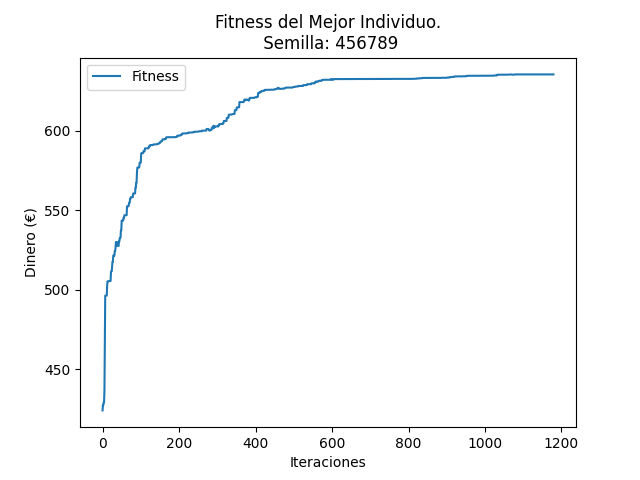 Fitness del Mejor Individuo.
Semilla: 456789
Fitness
600
550
500
450
Dinero (€)
0 200 400 600 800 1000 1200
Iteraciones